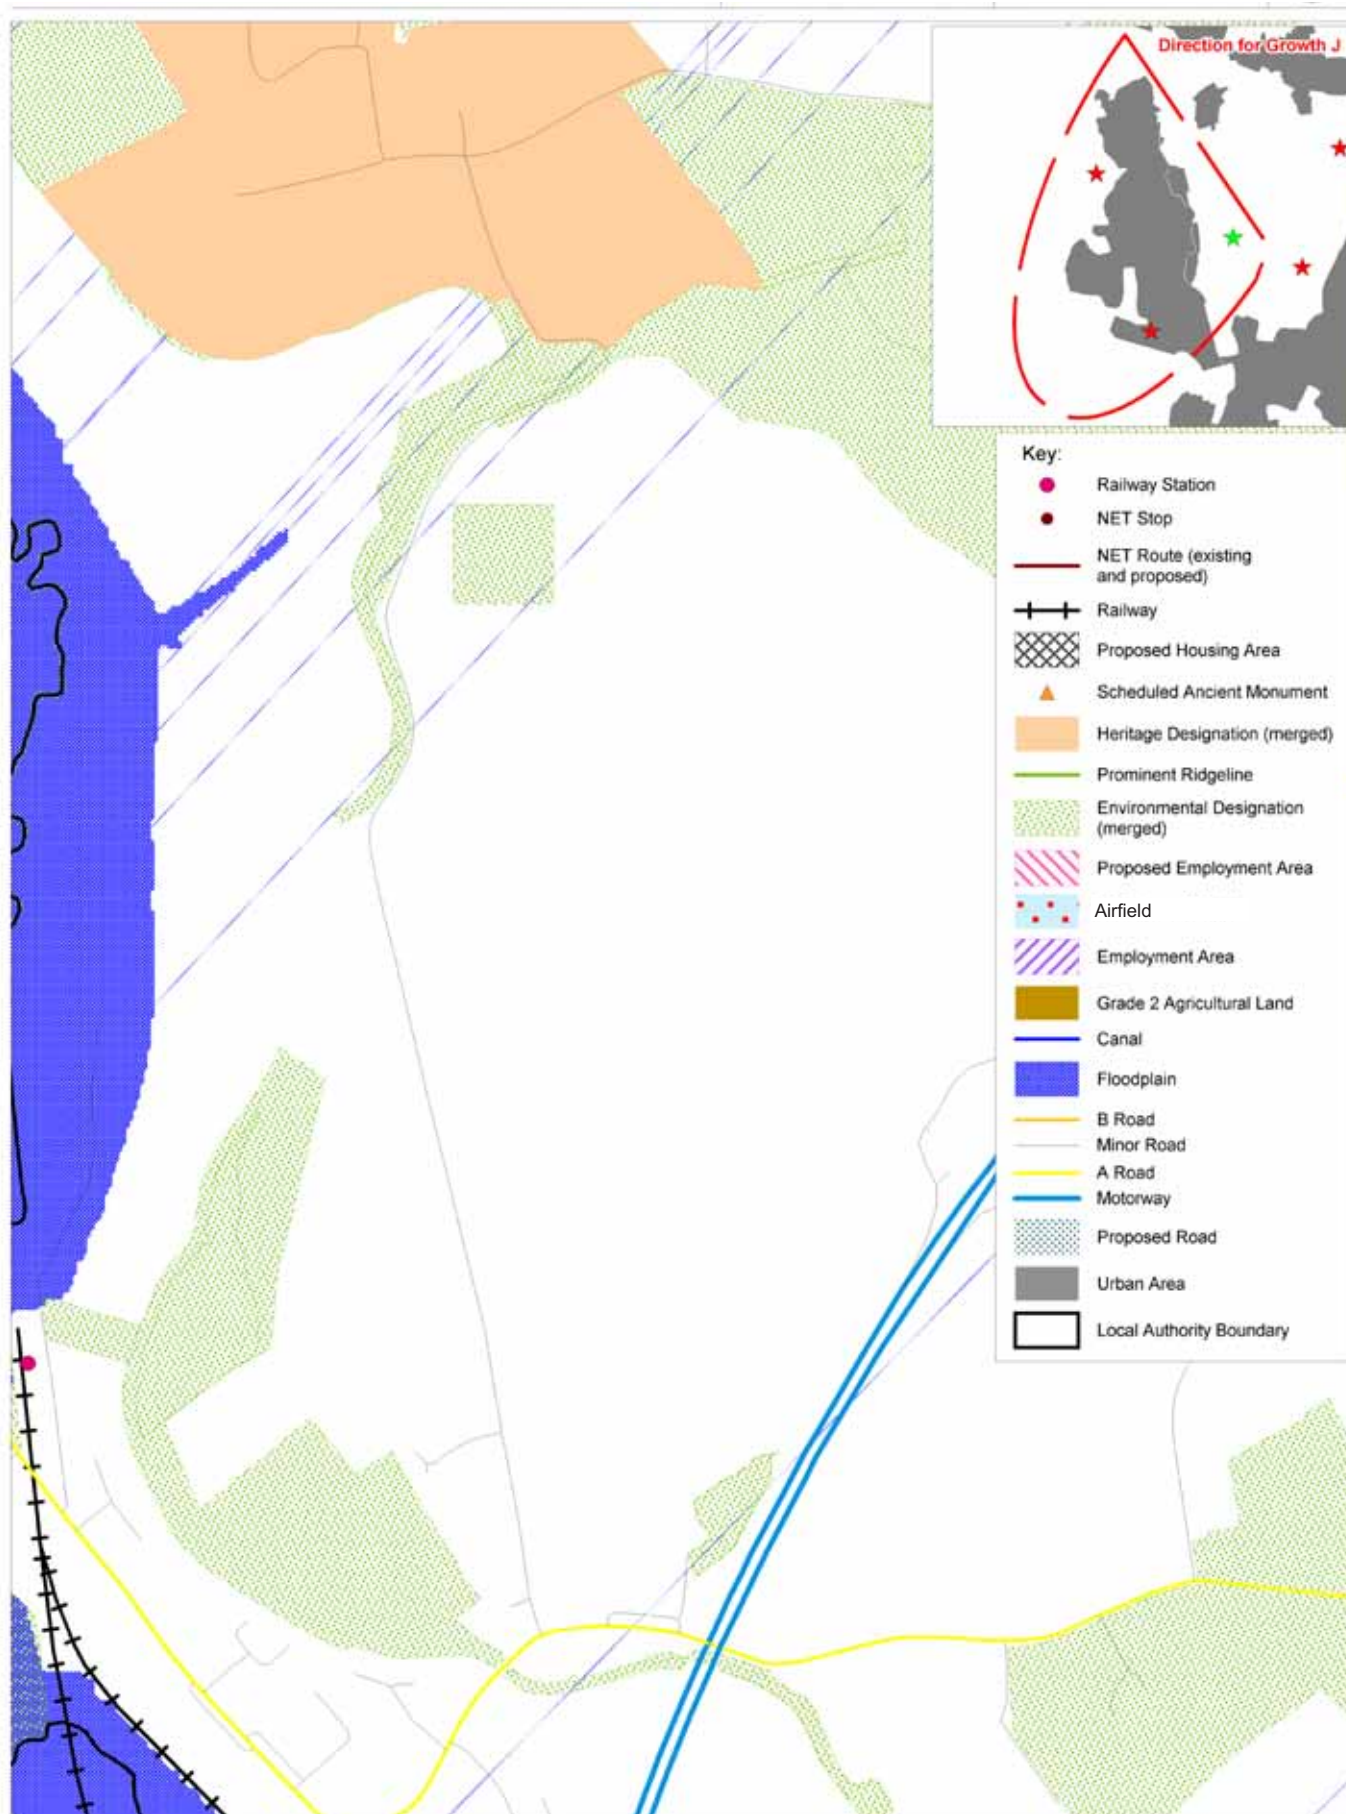 Direction for Growth J
Key:
Railway Station
NET Stop
NET Route (existing
and proposed)
Railway
Proposed Housing Area
Scheduled Ancient Monument
Heritage Designation (merged)
Prominent Ridgeline
Environmental Designation
(merged)
Proposed Employment Area
Airfield
Employment Area
Grade 2 Agricultural Land
Canal
Floodplain
B Road
Minor Road
A Road
Motorway
Proposed Road
Urban Area
Local Authority Boundary